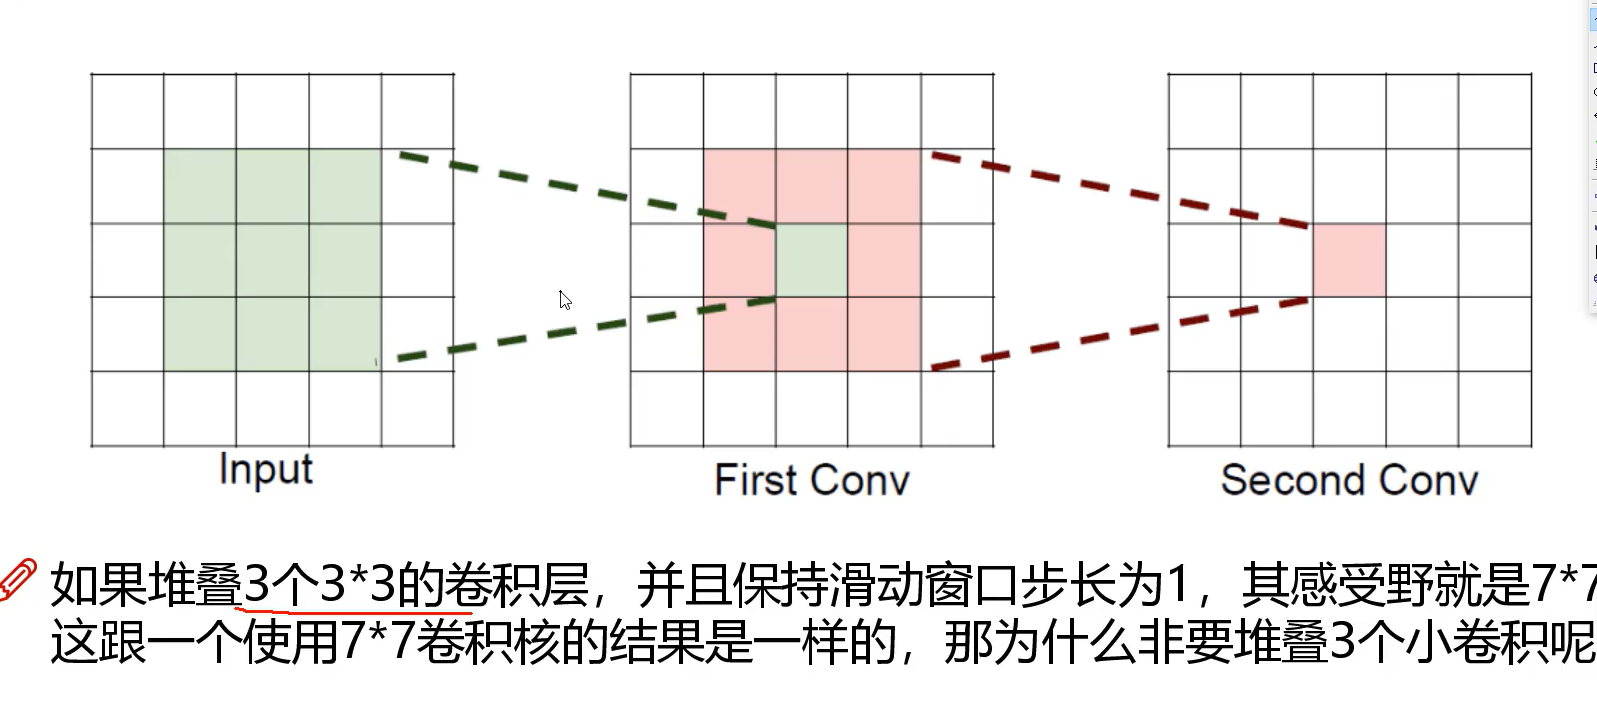 Input
First Conv
Second Conv
如果堆叠3个3*3的卷积层，并且保持滑动窗口步长为1，其感受野就是7*7
这跟一个使用7*7卷积核的结果是一样的，那为什么非要堆叠3个小卷积呢